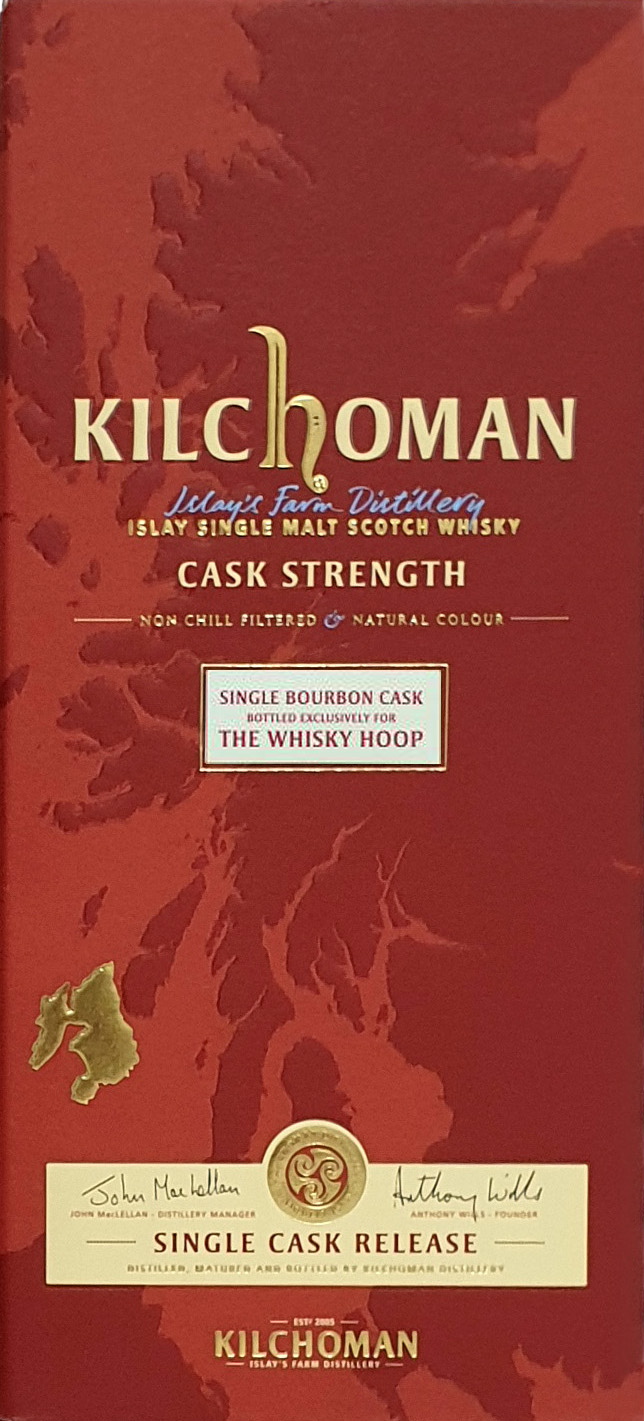 KILCHOMAN
Islay's Farm Distillery
ISLAY SINGLE MALT SCOTCH WHISKY
CASK STRENGTH
NON CHILL FILTERED & NATURAL COLOUR
SINGLE BOURBON CASK
BOTTLED EXCLUSIVELY FOR
THE WHISKY HOOP
John MacLellan Anthony Wills
JOHN MacLELLAN - DISTILLERY MANAGER ANTHONY WILLS - FOUNDER
SINGLE CASK RELEASE
DISTILLED, MATURED AND BOTTLED BY KILCHOMAN DISTILLERY
ESTD 2005
KILCHOMAN
ISLAY'S FARM DISTILLERY